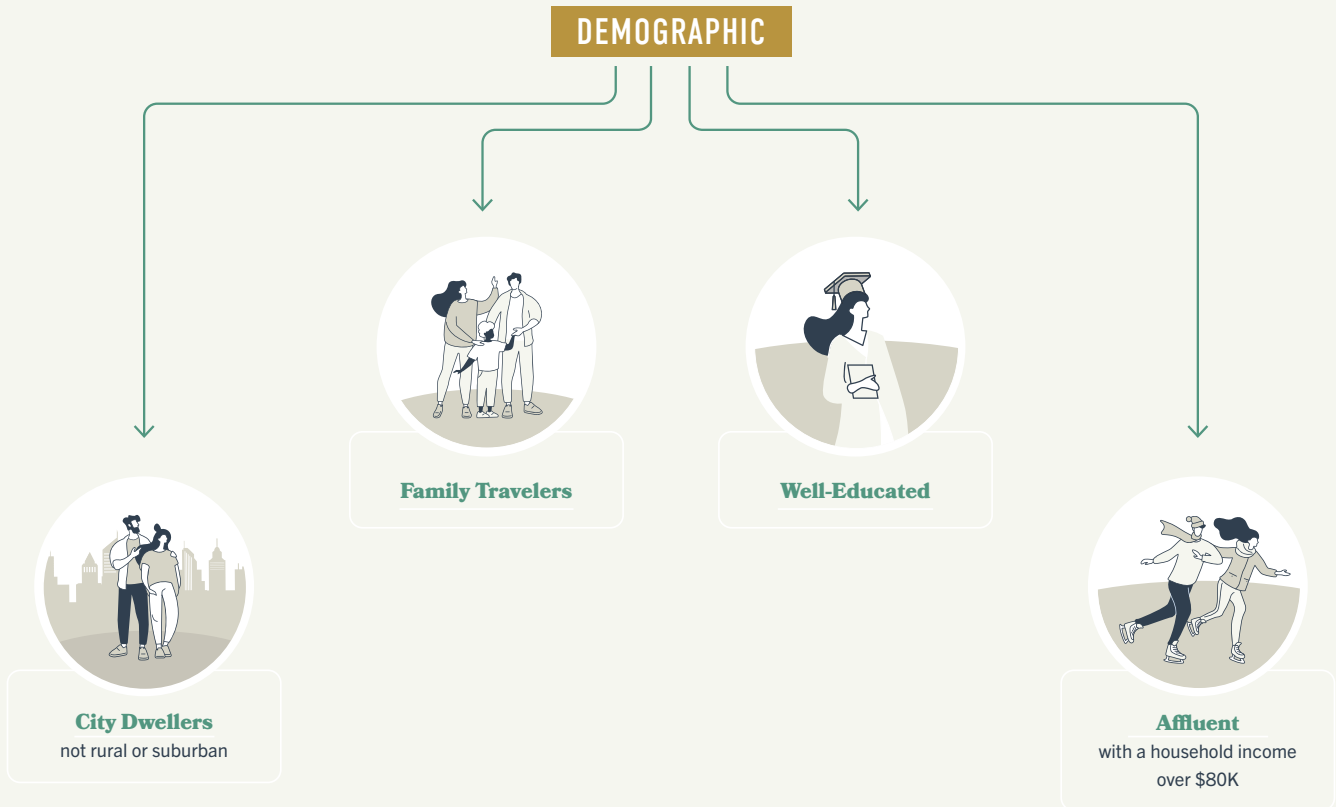 DEMOGRAPHIC
Family Travelers
Well-Educated
City Dwellers
not rural or suburban
Affluent
with a household income
over $80K